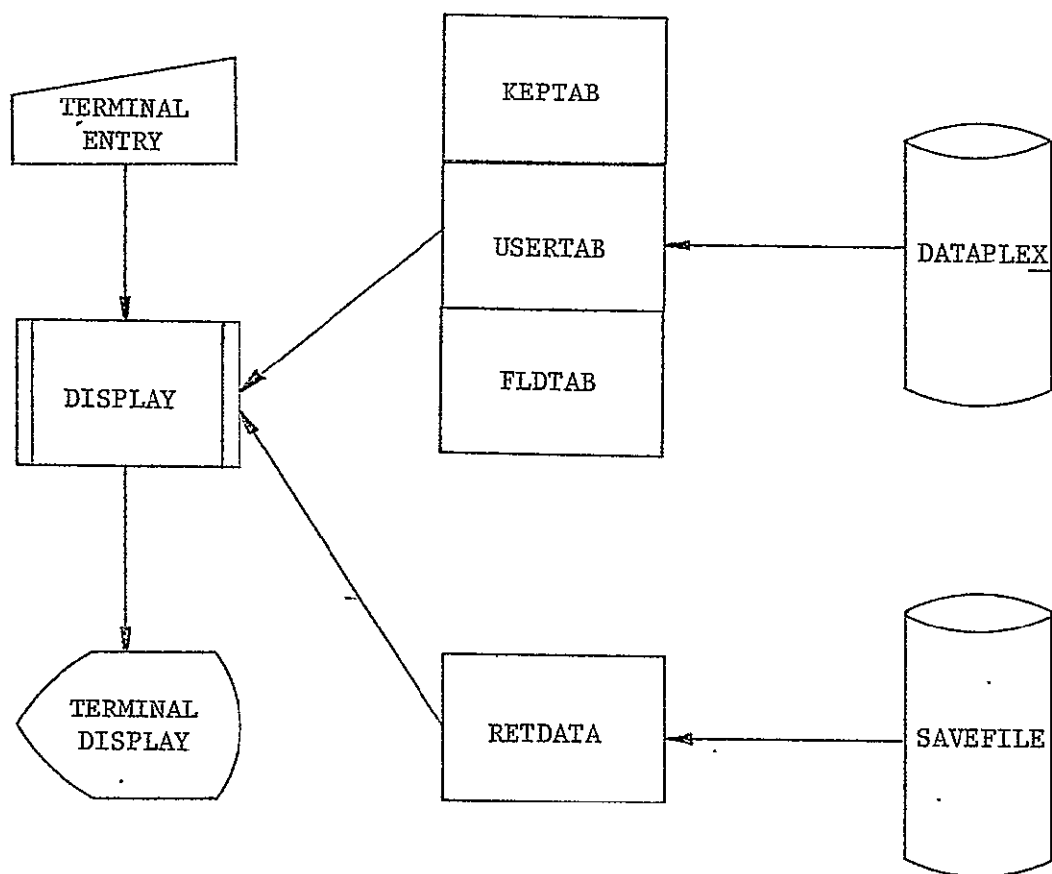 TERMINAL
ENTRY
KEPTAB
USERTAB
FLDTAB
DATAPLEX
DISPLAY
TERMINAL
DISPLAY
RETDATA
SAVEFILE